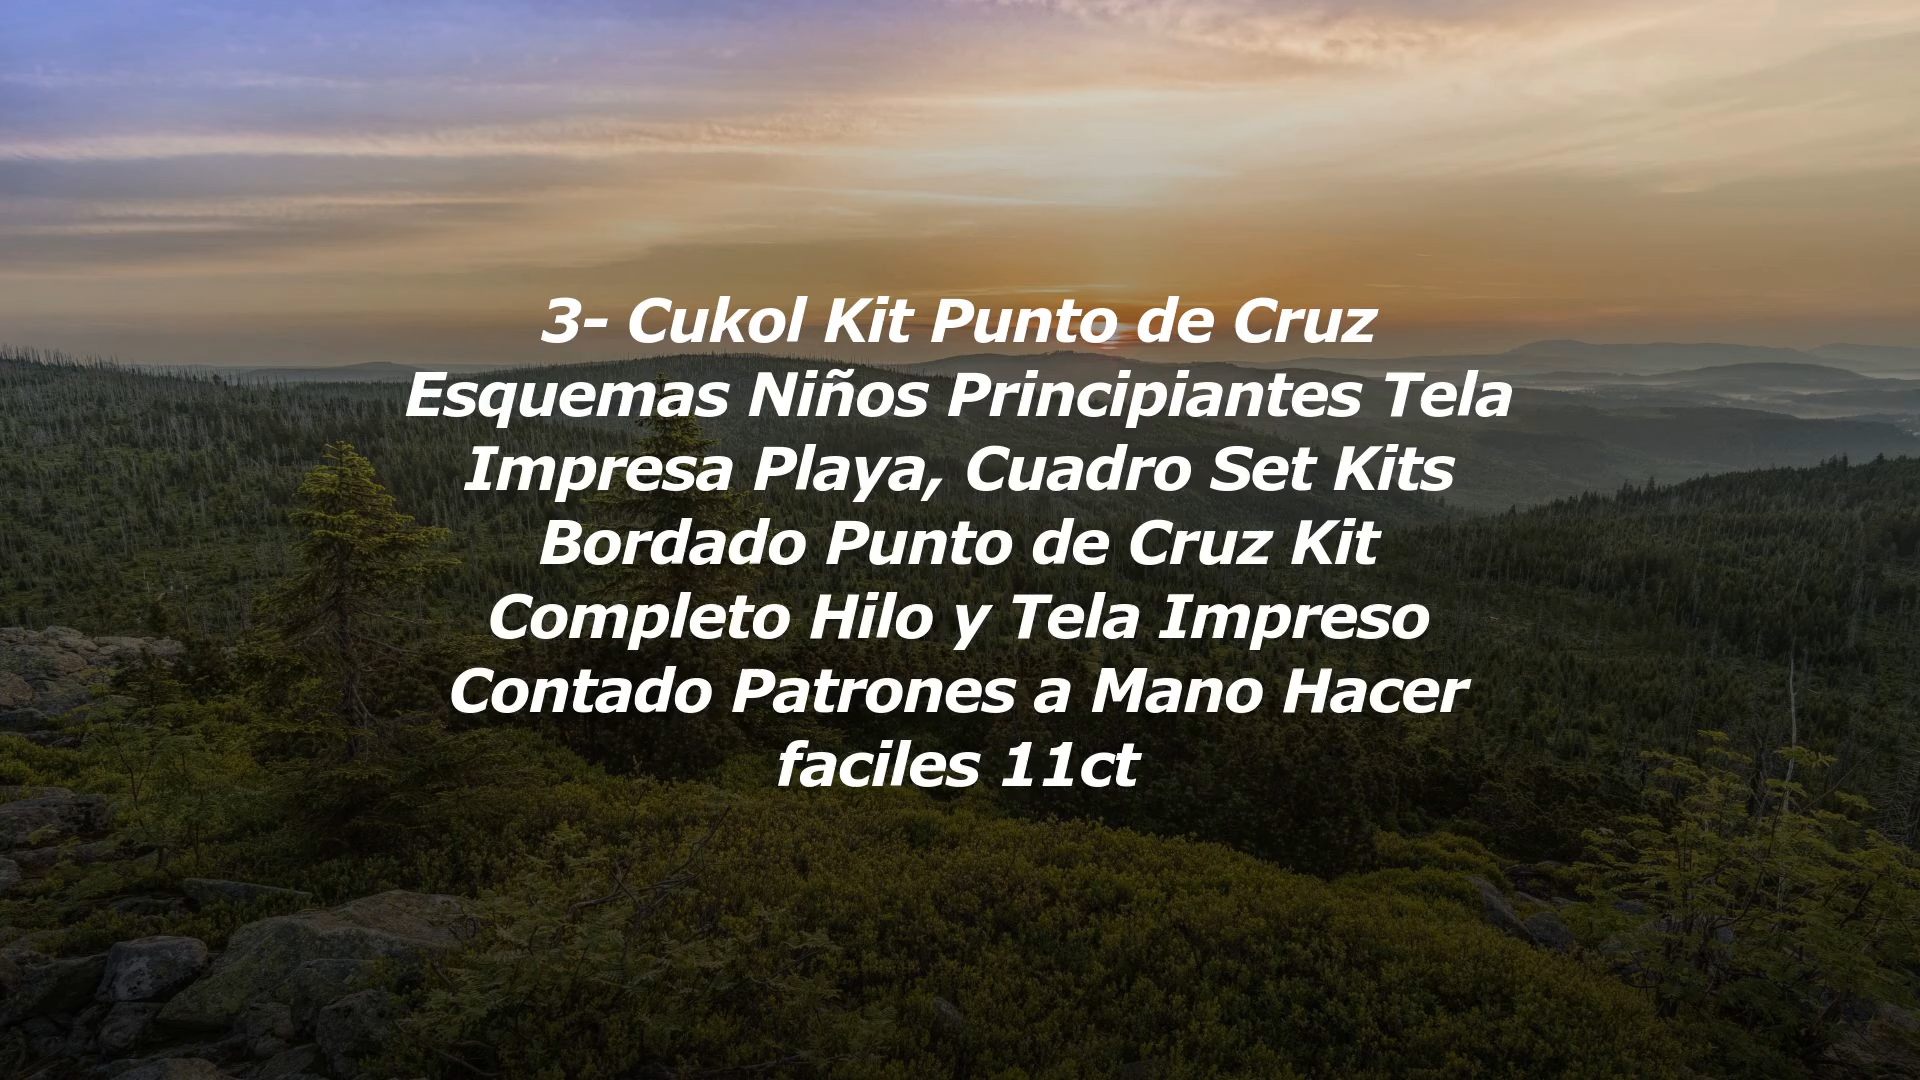 3- Cukol Kit Punto de Cruz
Esquemas Niños Principiantes Tela
Impresa Playa, Cuadro Set Kits
Bordado Punto de Cruz Kit
Completo Hilo y Tela Impreso
Contado Patrones a Mano Hacer
faciles 11ct